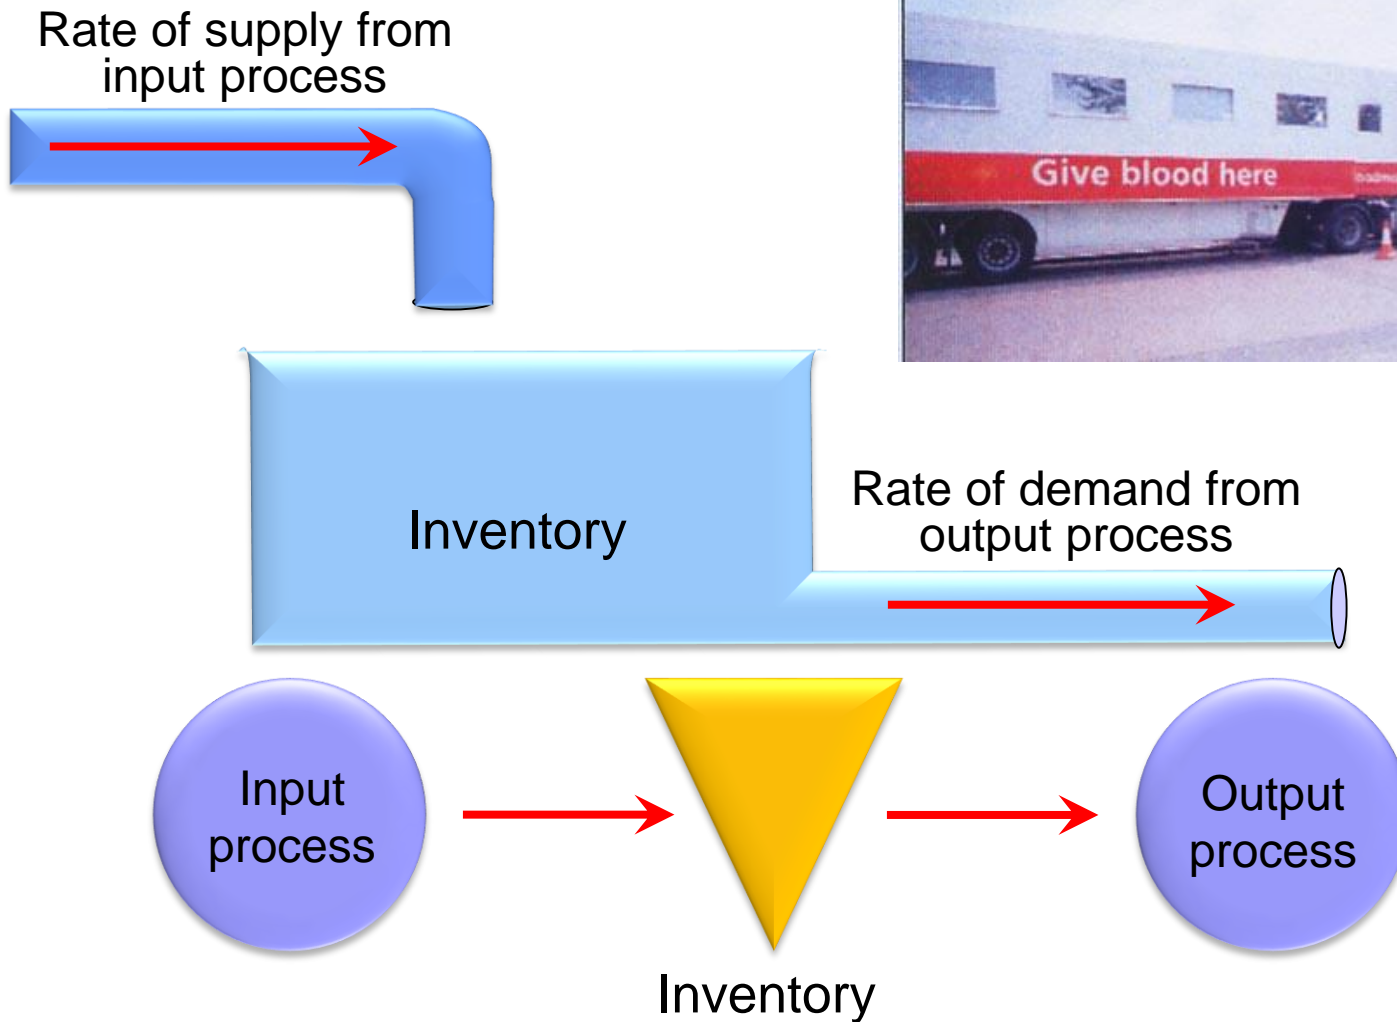 Rate of supply from
input process
Give blood here
Inventory
Rate of demand from
output process
Input
process
Output
process
Inventory